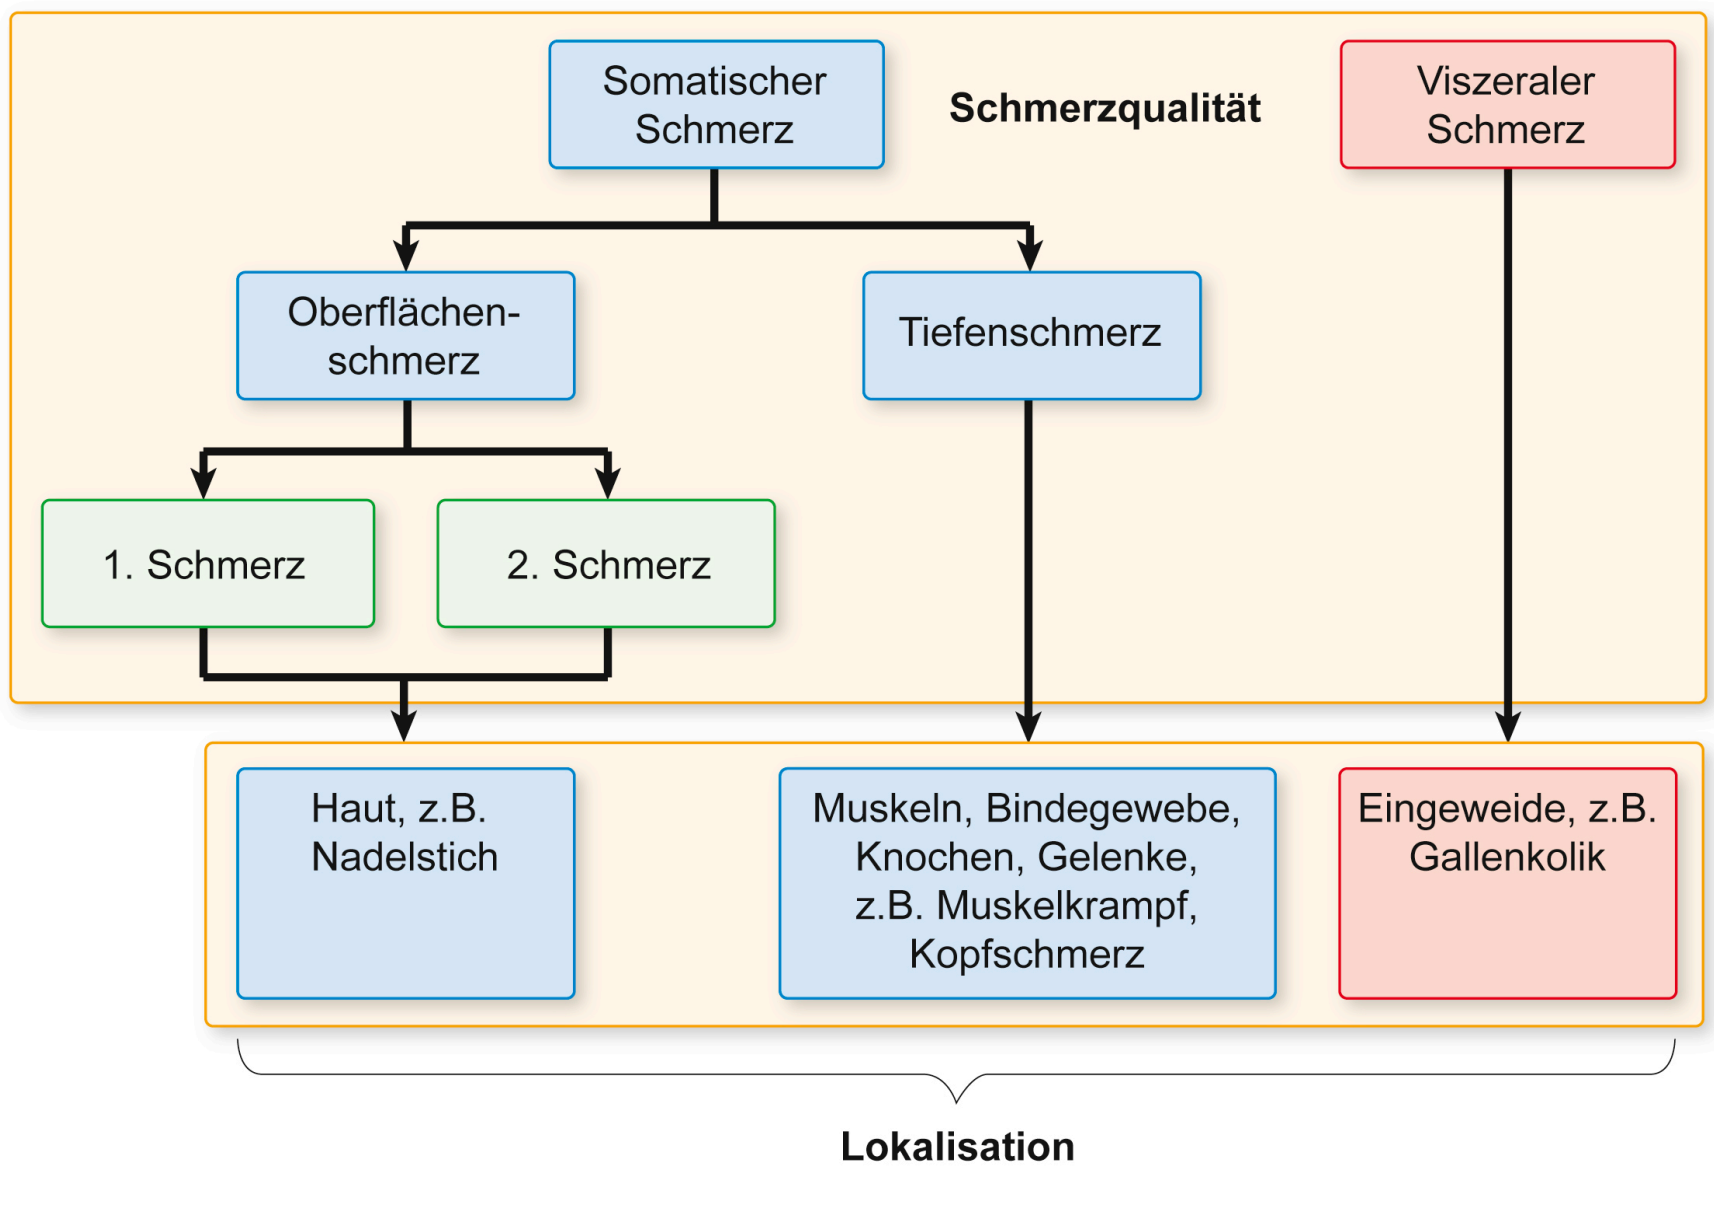 Somatischer
Schmerz
Schmerzqualität
Viszeraler
Schmerz
Oberflächen-
schmerz
Tiefenschmerz
1. Schmerz
2. Schmerz
Haut, z.B.
Nadelstich
Muskeln, Bindegewebe,
Knochen, Gelenke,
z.B. Muskelkrampf,
Kopfschmerz
Eingeweide, z.B.
Gallenkolik
Lokalisation